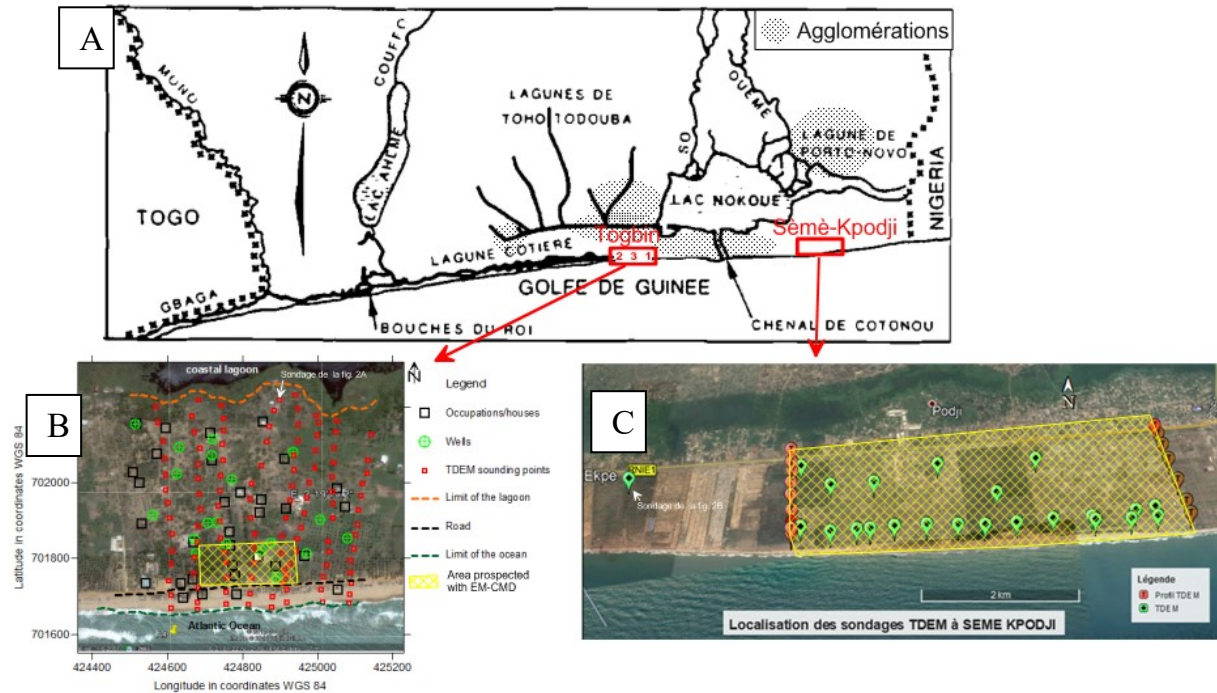 A
Agglomérations
MONO
COUFFO
LAC AHEME
LAGUNES DE
TOHO TODOUBA
SO
OUEME
LAGUNE DE
PORTO-NOVO
TOGO
LAC NOKOUE
NIGERIA
Togbin
Sèmè-Kpodji
LAGUNE COTIERE
2 3 1
GOLFE DE GUINEE
GBAGA
BOUCHES DU ROI
CHENAL DE COTONOU
B
coastal lagoon
Sondage de la fig. 2A
N
Legend
Occupations/houses
Wells
TDEM sounding points
Limit of the lagoon
Road
Limit of the ocean
Area prospected
with EM-CMD
Atlantic Ocean
Latitude in coordinates WGS 84
702000
701800
701600
424400 424600 424800 425000 425200
Longitude in coordinates WGS 84
C
N
Podji
Ekpe
RNIE1
Sondage de la fig. 2B
2 km
Légende
Profil TDEM
TDEM
Localisation des sondages TDEM à SEME KPODJI